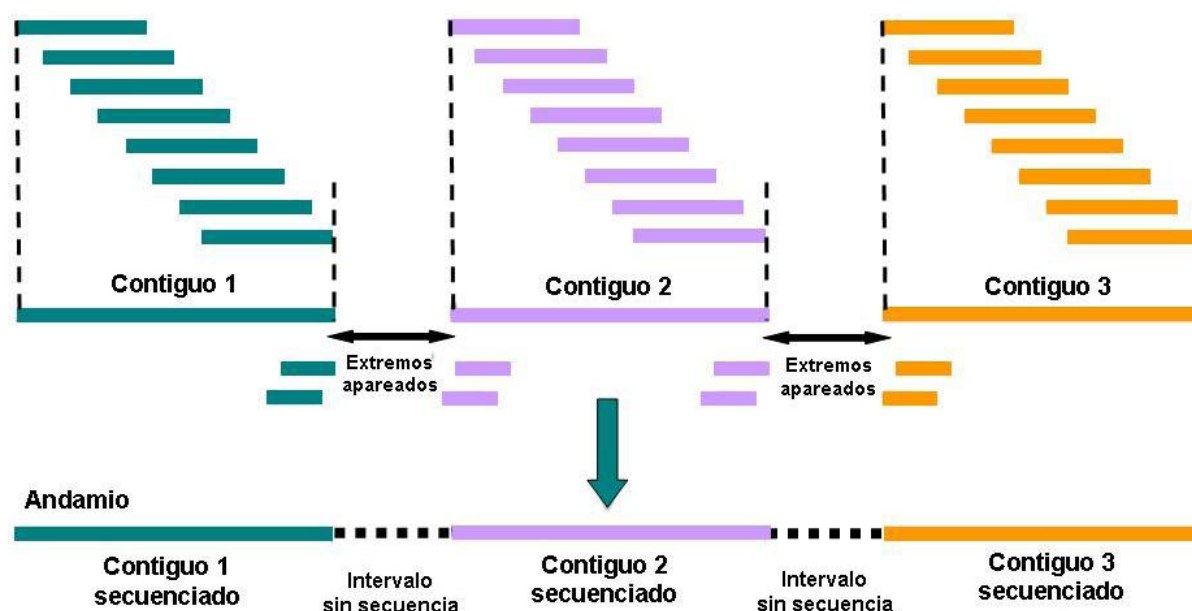 Contiguo 1
Contiguo 2
Contiguo 3
Extremos
apareados
Extremos
apareados
Andamio
Contiguo 1
secuenciado
Intervalo
sin secuencia
Contiguo 2
secuenciado
Intervalo
sin secuencia
Contiguo 3
secuenciado